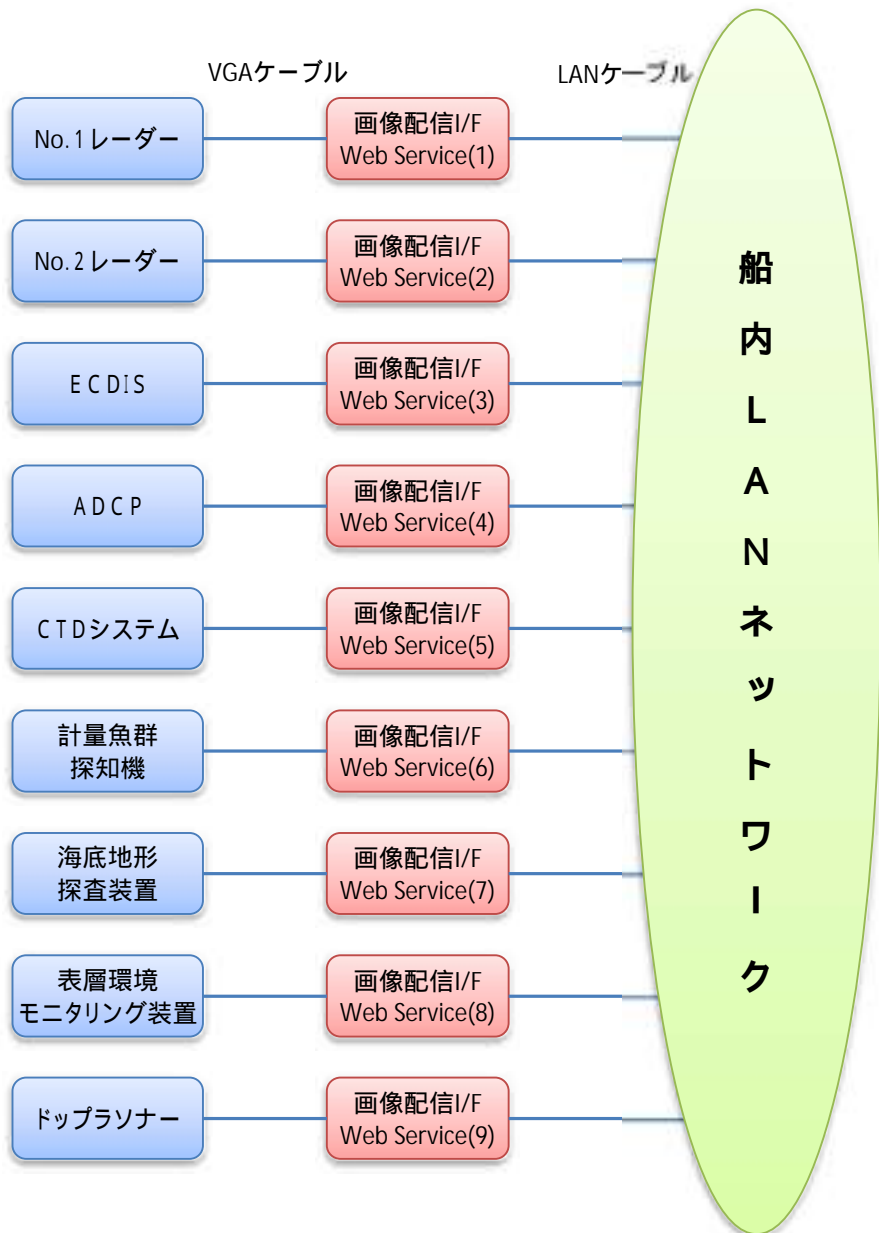 VGAケーブル
LANケーブル
No.1レーダー
画像配信I/F
Web Service(1)
No.2レーダー
画像配信I/F
Web Service(2)
ECDIS
画像配信I/F
Web Service(3)
ADCP
画像配信I/F
Web Service(4)
CTDシステム
画像配信I/F
Web Service(5)
計量魚群
探知機
画像配信I/F
Web Service(6)
海底地形
探査装置
画像配信I/F
Web Service(7)
表層環境
モニタリング装置
画像配信I/F
Web Service(8)
ドップラソナー
画像配信I/F
Web Service(9)
船内LANネットワーク